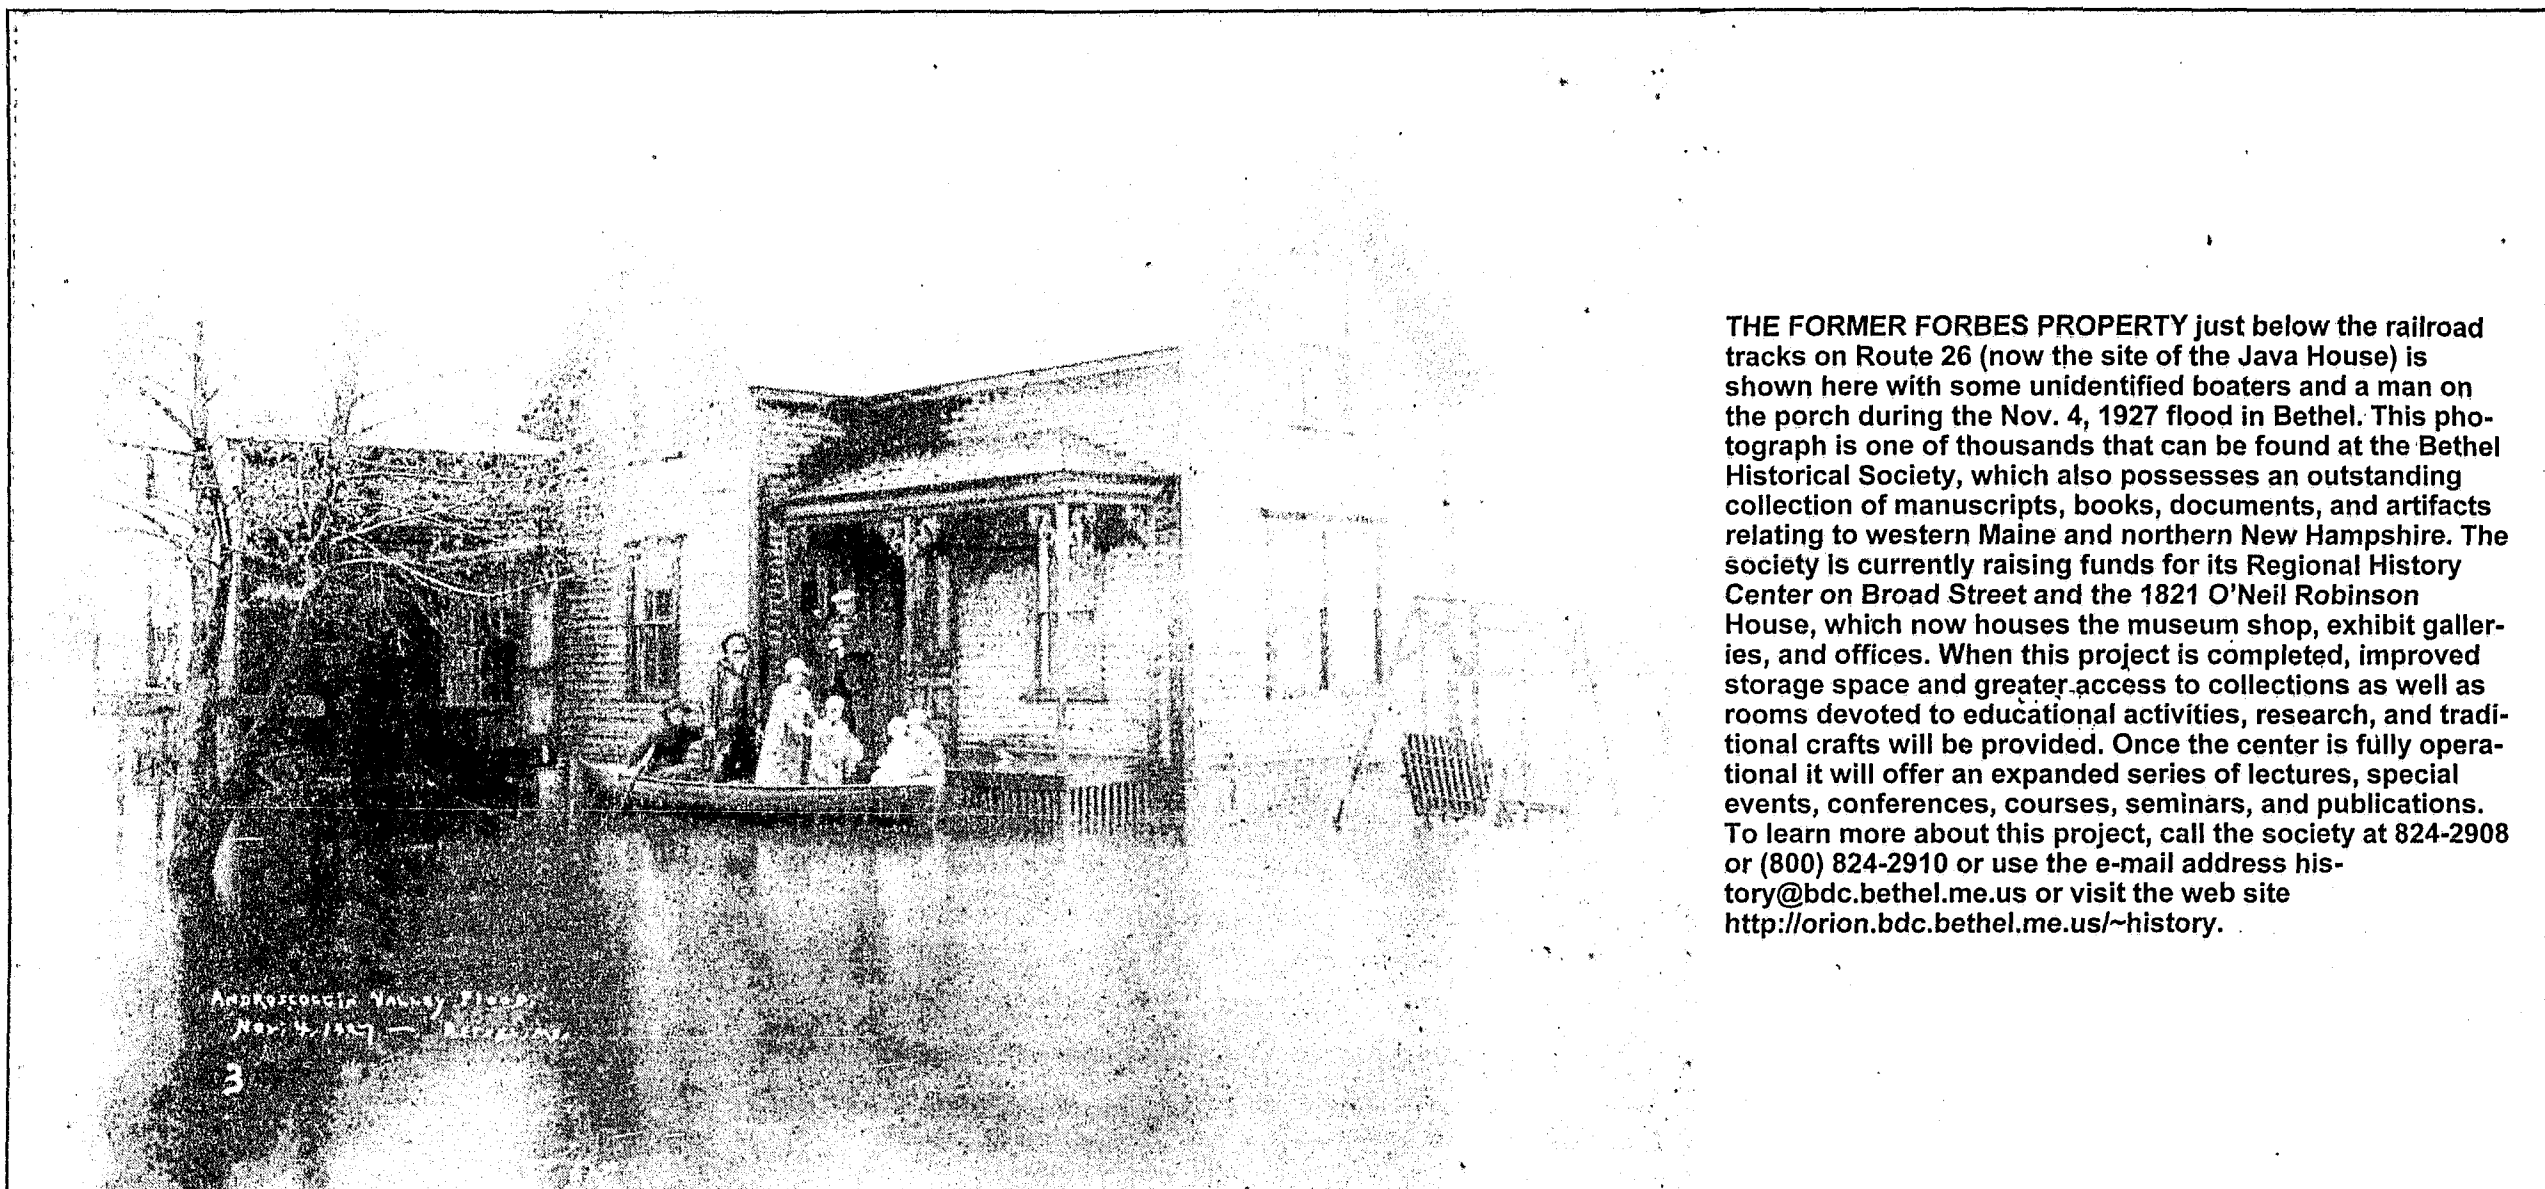 THE FORMER FORBES PROPERTY just below the railroad
tracks on Route 26 (now the site of the Java House) is
shown here with some unidentified boaters and a man on
the porch during the Nov. 4, 1927 flood in Bethel. This pho-
tograph is one of thousands that can be found at the Bethel
Historical Society, which also possesses an outstanding
collection of manuscripts, books, documents, and artifacts
relating to western Maine and northern New Hampshire. The
society is currently raising funds for its Regional History
Center on Broad Street and the 1821 O'Neil Robinson
House, which now houses the museum shop, exhibit galler-
ies, and offices. When this project is completed, improved
storage space and greater access to collections as well as
rooms devoted to educational activities, research, and tradi-
tional crafts will be provided. Once the center is fully opera-
tional it will offer an expanded series of lectures, special
events, conferences, courses, seminars, and publications.
To learn more about this project, call the society at 824-2908
or (800) 824-2910 or use the e-mail address his-
tory@bdc.bethel.me.us or visit the web site
http://orion.bdc.bethel.me.us/~history.
Androscoggin Valley Flood.
Nov. 4, 1927 —
3